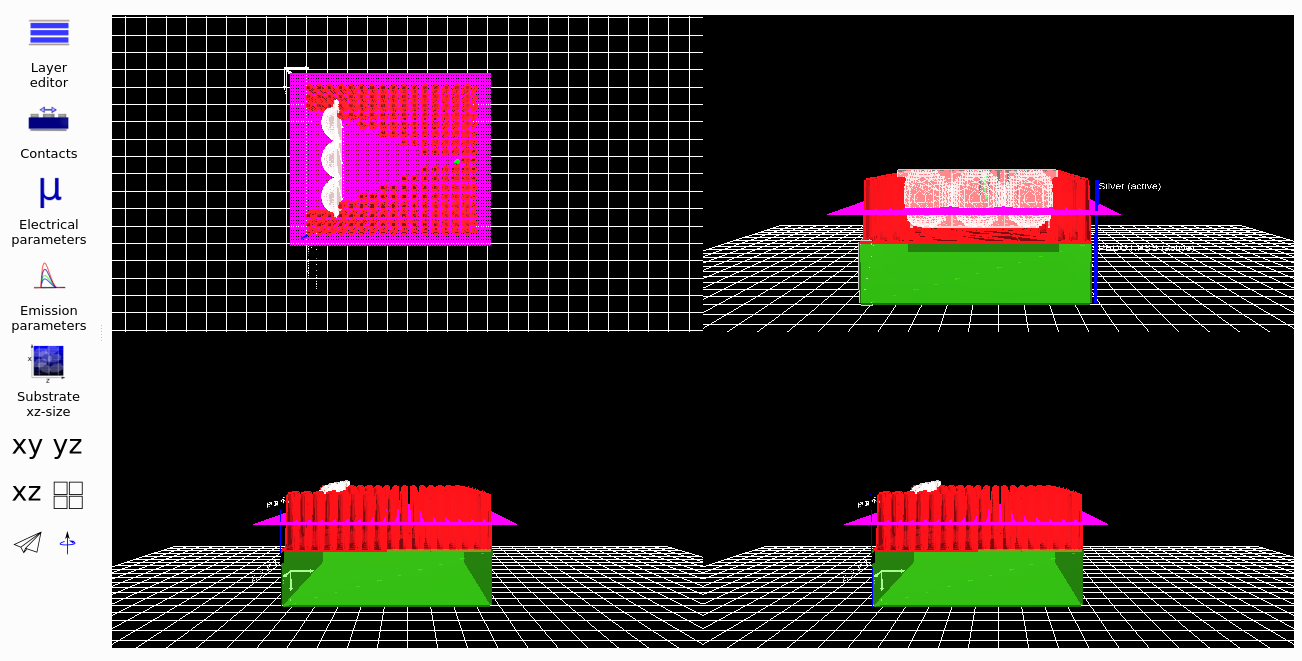 Layer
editor
Contacts
μ
Electrical
parameters
Emission
parameters
x
z
Substrate
xz-size
xy yz
xz
Silver (active)